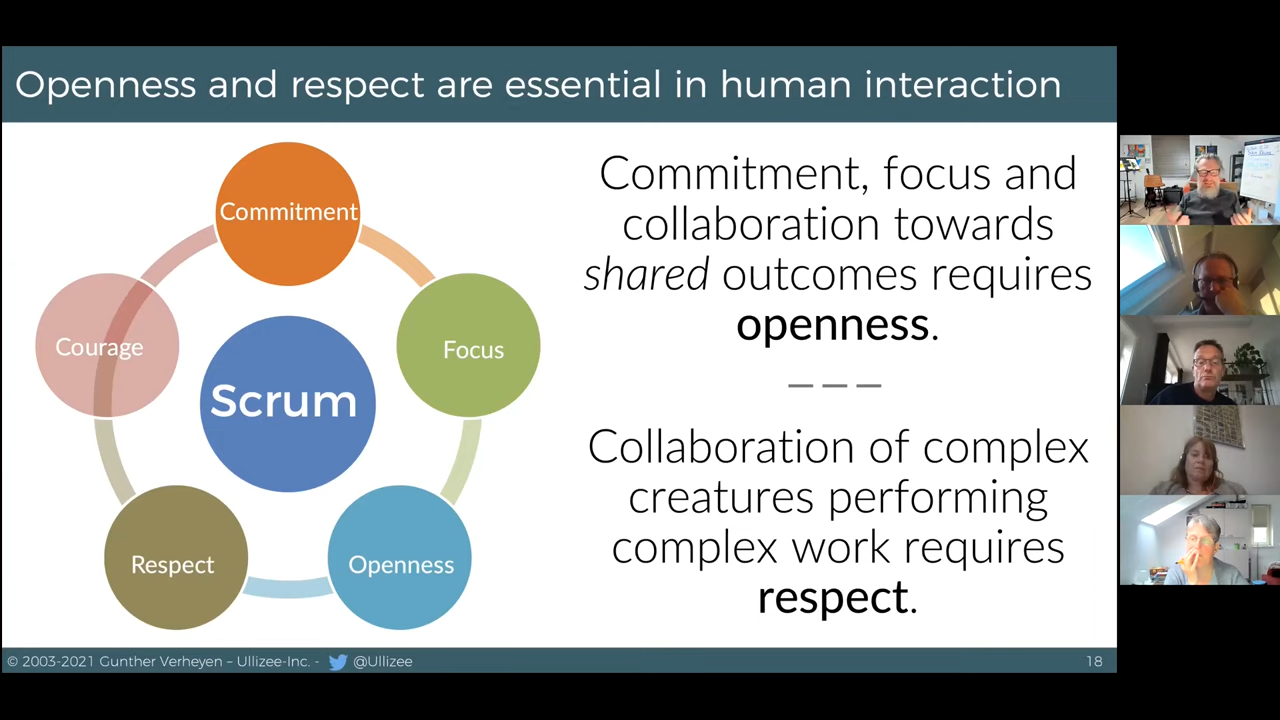 Openness and respect are essential in human interaction
Commitment
Courage
Focus
Scrum
Respect
Openness
Commitment, focus and
collaboration towards
shared outcomes requires
openness.
– – –
Collaboration of complex
creatures performing
complex work requires
respect.
© 2003-2021 Gunther Verheyen – Ullizee-Inc. - @Ullizee
18